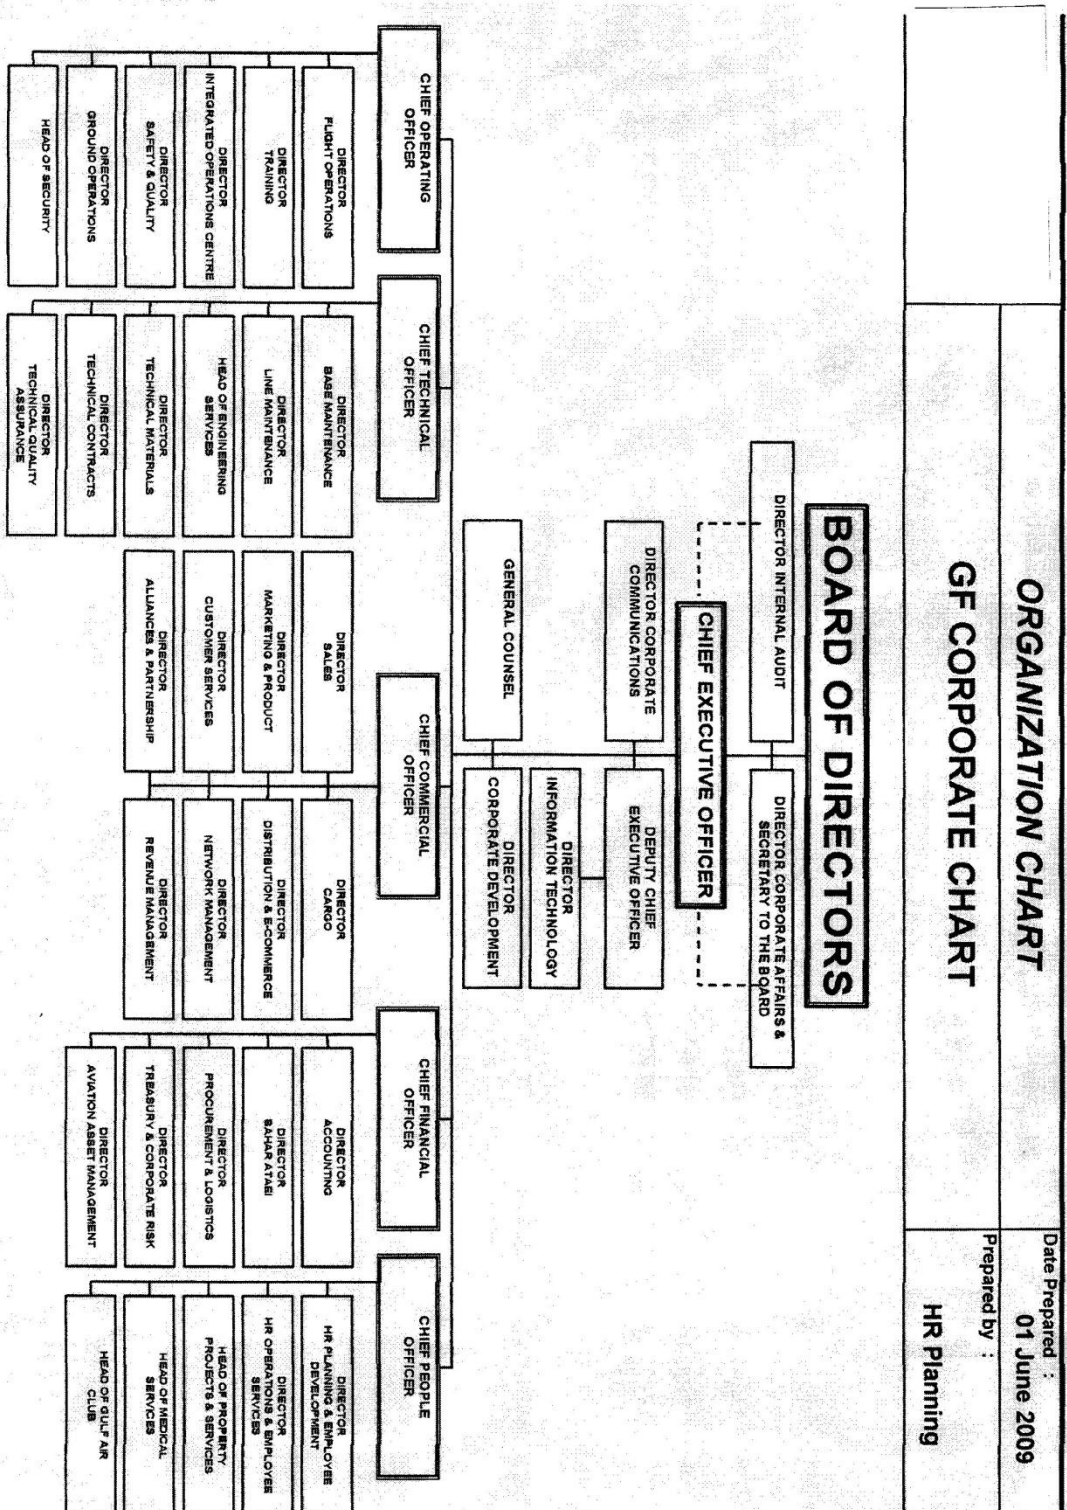 ORGANIZATION CHART
GF CORPORATE CHART
Date Prepared :
01 June 2009
Prepared by :
HR Planning
BOARD OF DIRECTORS
DIRECTOR INTERNAL AUDIT
DIRECTOR CORPORATE AFFAIRS &
SECRETARY TO THE BOARD
CHIEF EXECUTIVE OFFICER
DIRECTOR CORPORATE
COMMUNICATIONS
DEPUTY CHIEF
EXECUTIVE OFFICER
DIRECTOR
INFORMATION TECHNOLOGY
GENERAL COUNSEL
DIRECTOR
CORPORATE DEVELOPMENT
CHIEF OPERATING
OFFICER
DIRECTOR
FLIGHT OPERATIONS
DIRECTOR
TRAINING
DIRECTOR
INTEGRATED OPERATIONS CENTRE
DIRECTOR
SAFETY & QUALITY
DIRECTOR
GROUND OPERATIONS
HEAD OF SECURITY
CHIEF TECHNICAL
OFFICER
DIRECTOR
BASE MAINTENANCE
DIRECTOR
LINE MAINTENANCE
HEAD OF ENGINEERING
SERVICES
DIRECTOR
TECHNICAL MATERIALS
DIRECTOR
TECHNICAL CONTRACTS
DIRECTOR
TECHNICAL QUALITY
ASSURANCE
CHIEF COMMERCIAL
OFFICER
DIRECTOR
SALES
DIRECTOR
MARKETING & PRODUCT
DIRECTOR
CUSTOMER SERVICES
DIRECTOR
ALLIANCES & PARTNERSHIP
DIRECTOR
CARGO
DIRECTOR
DISTRIBUTION & E-COMMERCE
DIRECTOR
NETWORK MANAGEMENT
DIRECTOR
REVENUE MANAGEMENT
CHIEF FINANCIAL
OFFICER
DIRECTOR
ACCOUNTING
DIRECTOR
SAHAR ATAEI
DIRECTOR
PROCUREMENT & LOGISTICS
DIRECTOR
TREASURY & CORPORATE RISK
DIRECTOR
AVIATION ASSET MANAGEMENT
CHIEF PEOPLE
OFFICER
DIRECTOR
HR PLANNING & EMPLOYEE
DEVELOPMENT
DIRECTOR
HR OPERATIONS & EMPLOYEE
SERVICES
HEAD OF PROPERTY
PROJECTS & SERVICES
HEAD OF MEDICAL
SERVICES
HEAD OF GULF AIR
CLUB